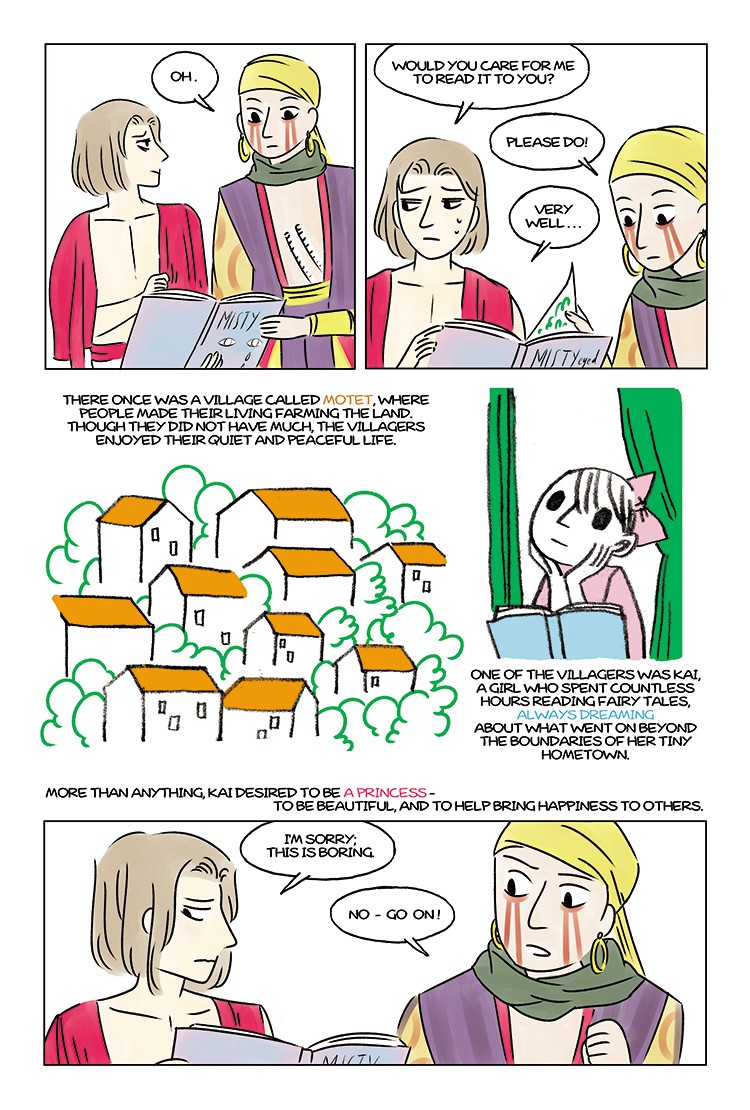 OH.
MISTY
WOULD YOU CARE FOR ME
TO READ IT TO YOU?
PLEASE DO!
VERY
WELL...
MISTYeyed
THERE ONCE WAS A VILLAGE CALLED MOTET, WHERE
PEOPLE MADE THEIR LIVING FARMING THE LAND.
THOUGH THEY DID NOT HAVE MUCH, THE VILLAGERS
ENJOYED THEIR QUIET AND PEACEFUL LIFE.
ONE OF THE VILLAGERS WAS KAI,
A GIRL WHO SPENT COUNTLESS
HOURS READING FAIRY TALES,
ALWAYS DREAMING
ABOUT WHAT WENT ON BEYOND
THE BOUNDARIES OF HER TINY
HOMETOWN.
MORE THAN ANYTHING, KAI DESIRED TO BE A PRINCESS -
TO BE BEAUTIFUL, AND TO HELP BRING HAPPINESS TO OTHERS.
I'M SORRY;
THIS IS BORING.
NO - GO ON!
MISTY